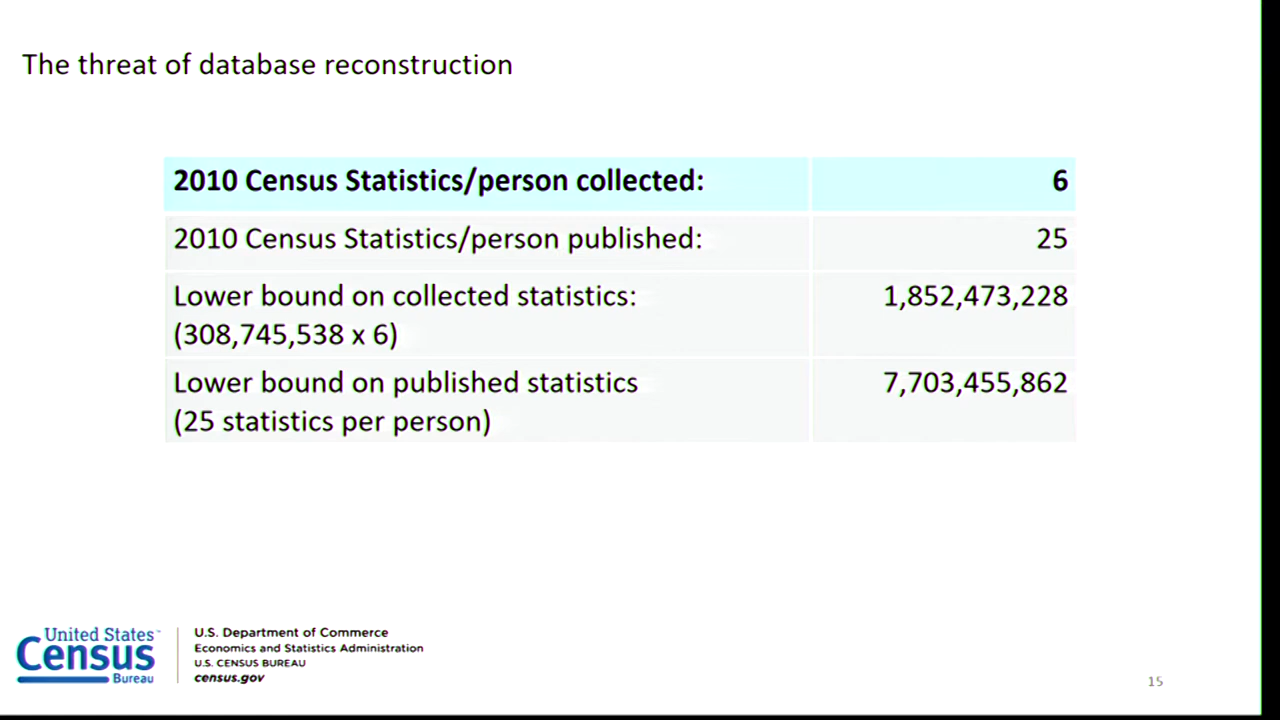 The threat of database reconstruction
2010 Census Statistics/person collected: 6
2010 Census Statistics/person published: 25
Lower bound on collected statistics: 1,852,473,228
(308,745,538 x 6)
Lower bound on published statistics 7,703,455,862
(25 statistics per person)
United States™
Census
Bureau
U.S. Department of Commerce
Economics and Statistics Administration
U.S. CENSUS BUREAU
census.gov
15